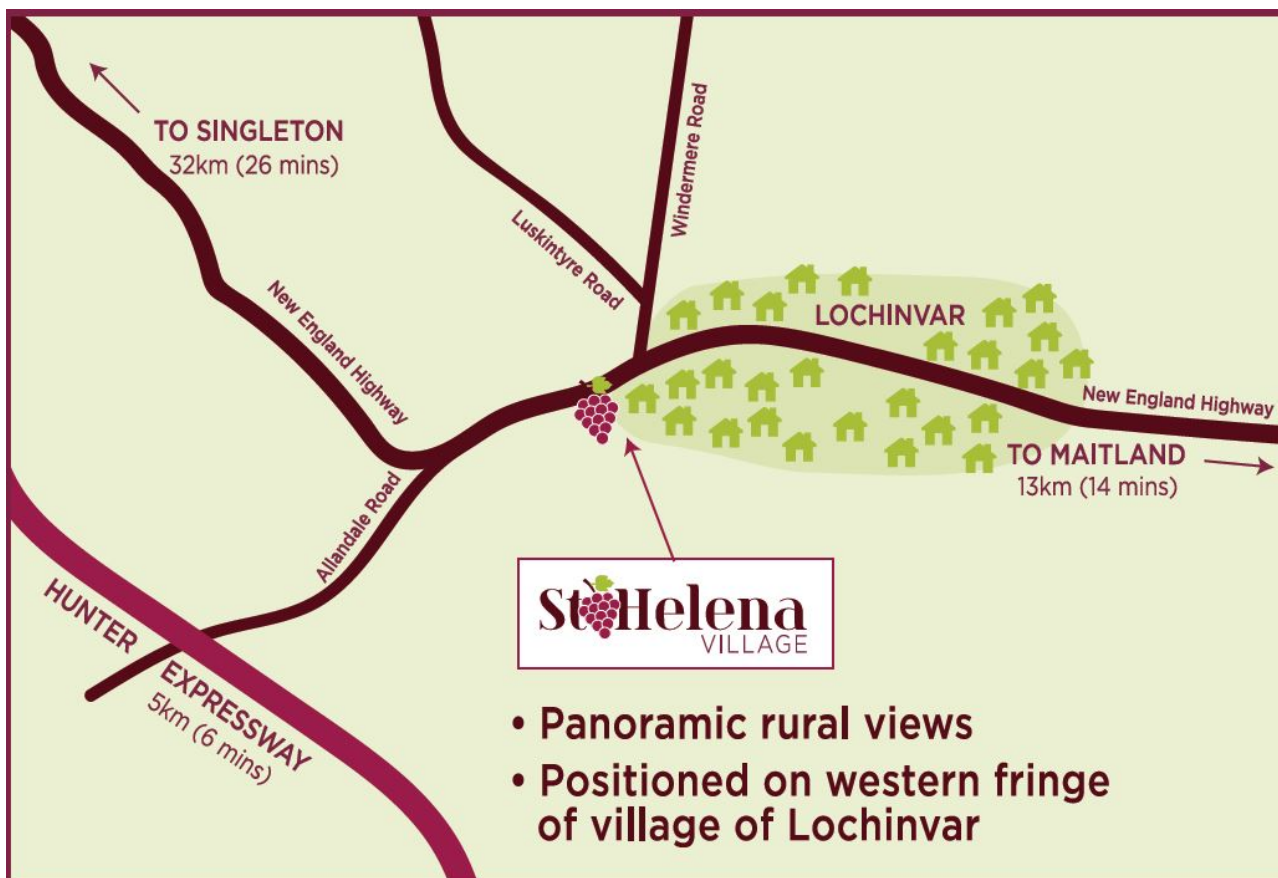 TO SINGLETON
32km (26 mins)
Windermere Road
Luskintyre Road
New England Highway
LOCHINVAR
New England Highway
TO MAITLAND
13km (14 mins)
Allandale Road
HUNTER EXPRESSWAY
5km (6 mins)
St Helena
VILLAGE
• Panoramic rural views
• Positioned on western fringe
of village of Lochinvar